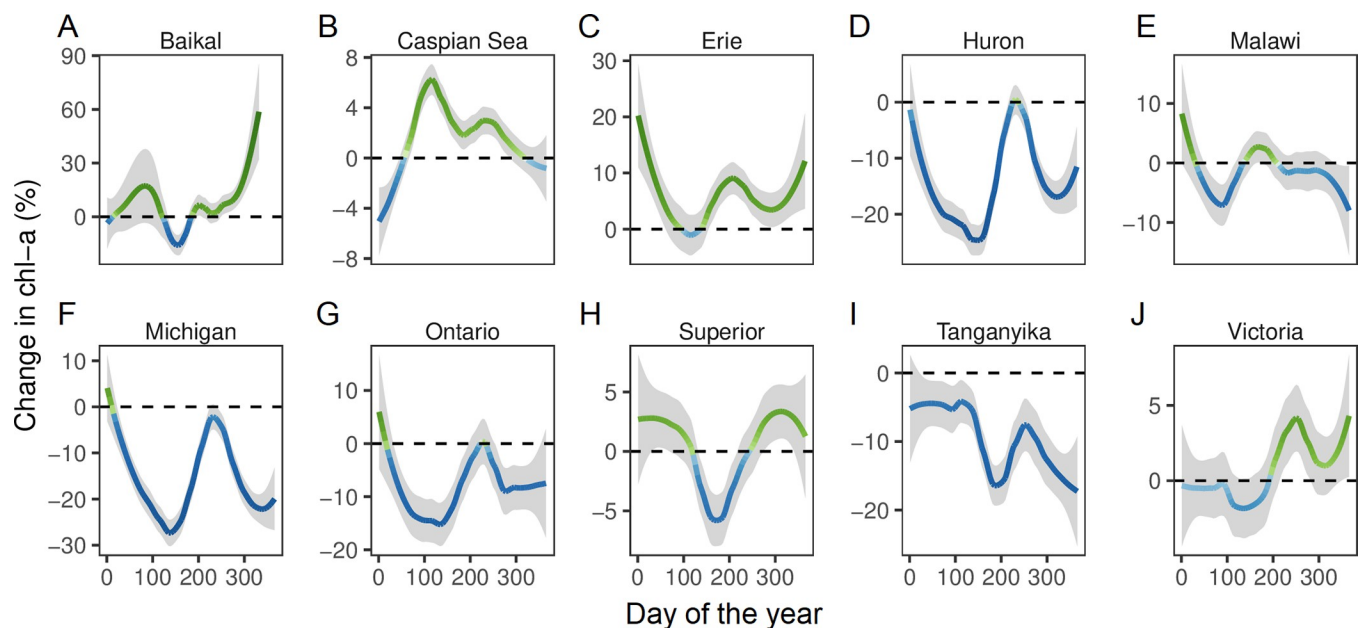 A
Baikal
B
Caspian Sea
C
Erie
D
Huron
E
Malawi
90
60
30
0
8
4
0
−4
−8
30
20
10
0
0
−10
−20
10
0
−10
Change in chl−a (%)
F
Michigan
G
Ontario
H
Superior
I
Tanganyika
J
Victoria
10
0
−10
−20
−30
10
0
−10
−20
5
0
−5
0
−10
−20
5
0
0 100 200 300
0 100 200 300
0 100 200 300
0 100 200 300
0 100 200 300
Day of the year